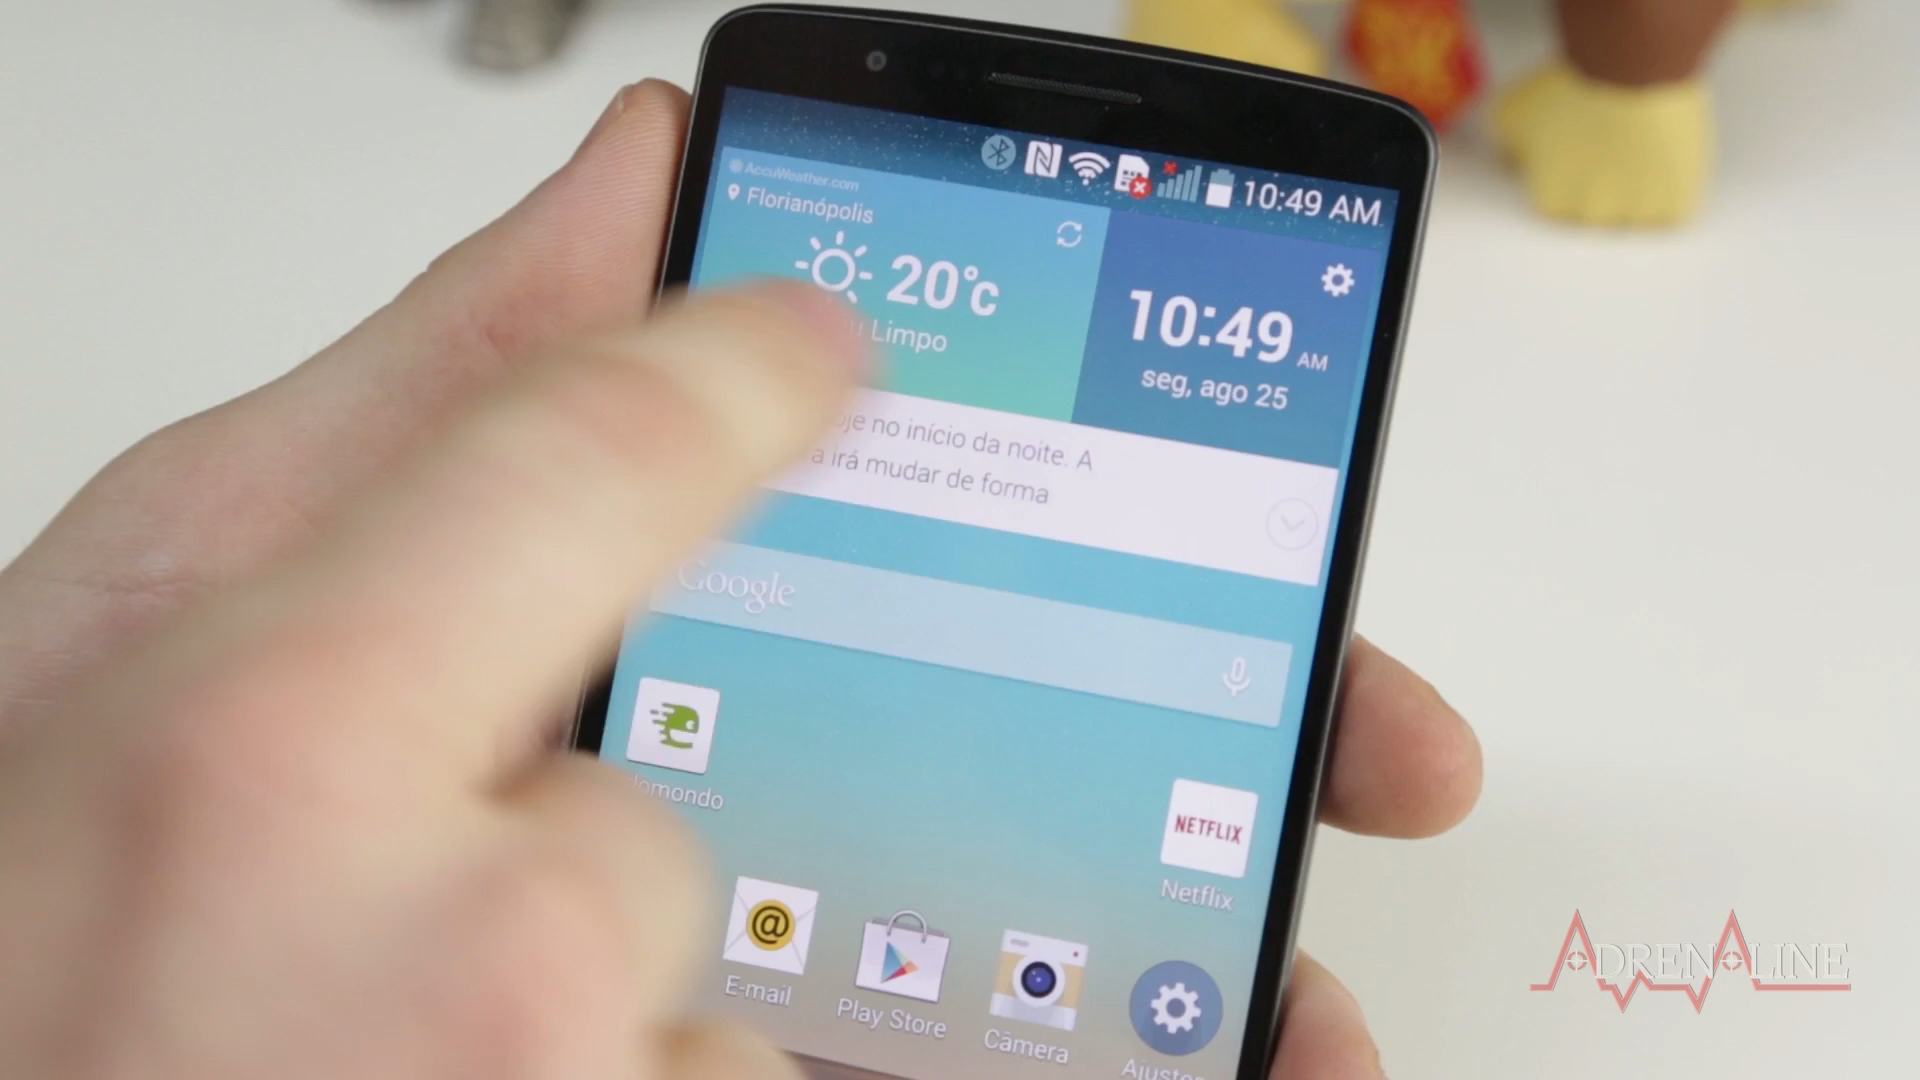 10:49 AM
AccuWeather.com
Florianópolis
20°C
Limpo
10:49 AM
seg, ago 25
no início da noite. A
irá mudar de forma
Google
NETFLIX
Netflix
@
E-mail
Play Store
Câmera
ADRENALINE